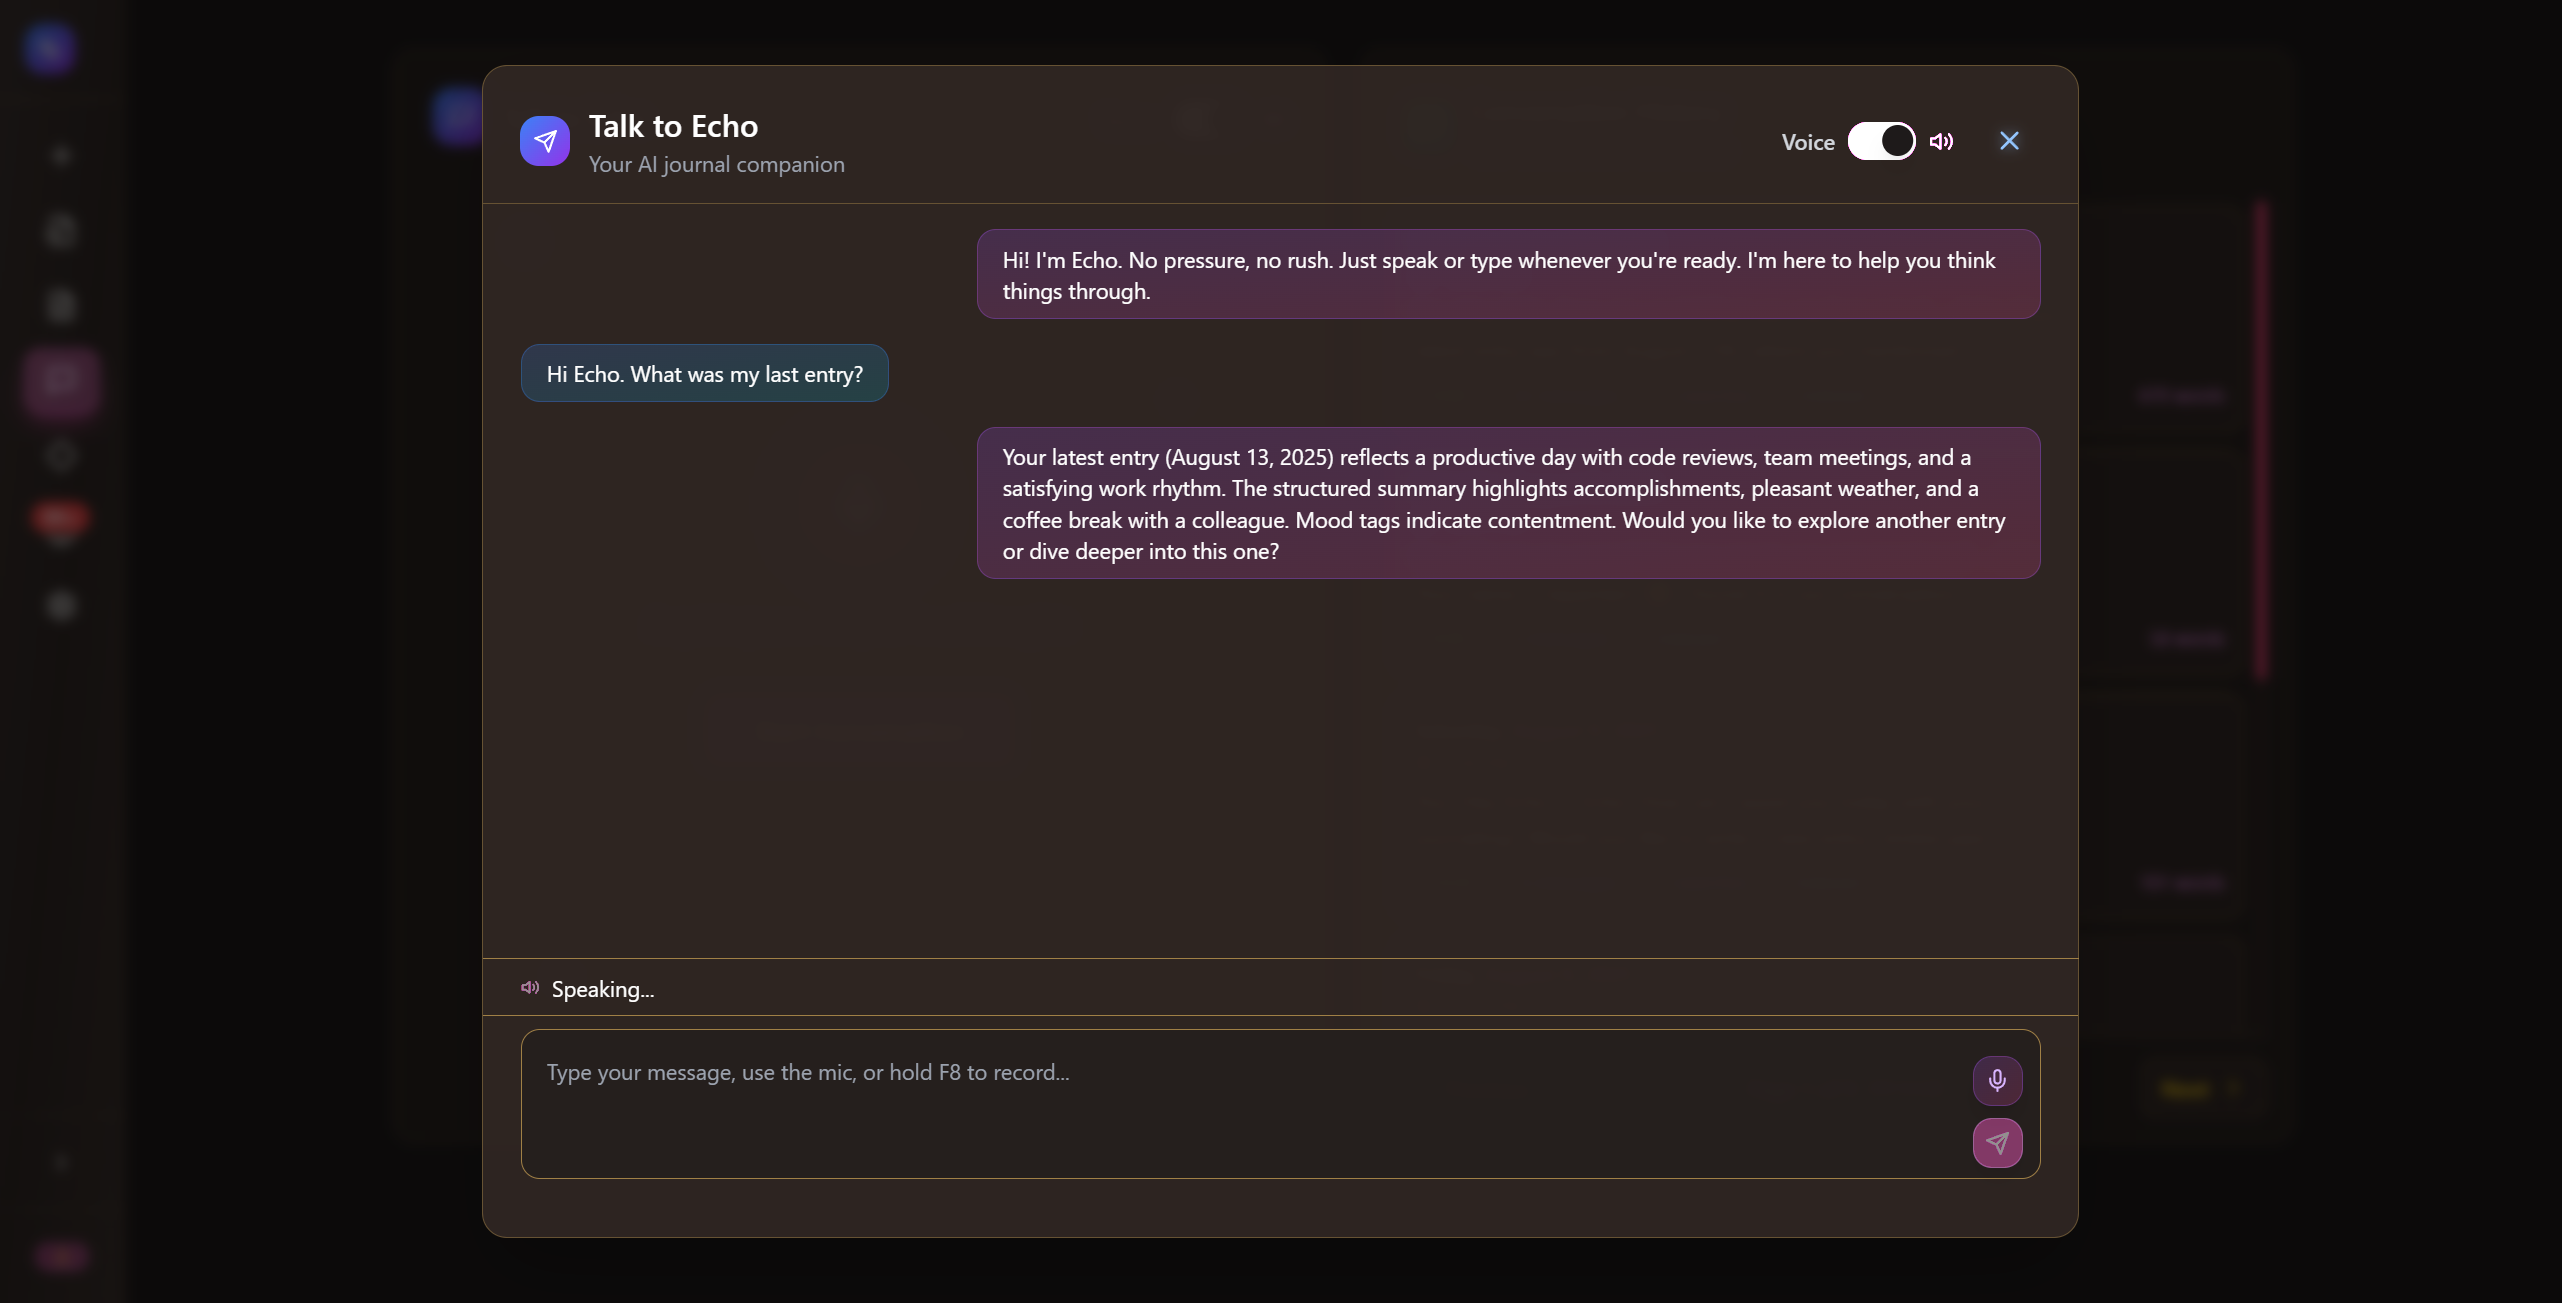 Talk to Echo
Your AI journal companion
Voice
Hi! I'm Echo. No pressure, no rush. Just speak or type whenever you're ready. I'm here to help you think
things through.
Hi Echo. What was my last entry?
Your latest entry (August 13, 2025) reflects a productive day with code reviews, team meetings, and a
satisfying work rhythm. The structured summary highlights accomplishments, pleasant weather, and a
coffee break with a colleague. Mood tags indicate contentment. Would you like to explore another entry
or dive deeper into this one?
Speaking...
Type your message, use the mic, or hold F8 to record...